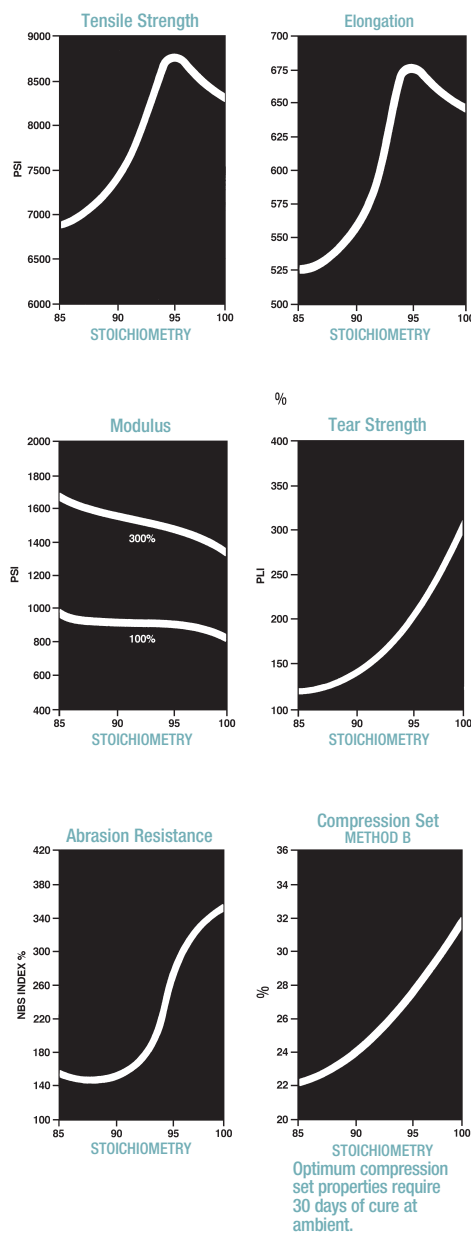 Tensile Strength
9000
8500
8000
7500
7000
6500
6000
PSI
85 90 95 100
STOICHIOMETRY
Elongation
700
675
650
625
600
575
550
525
500
85 90 95 100
STOICHIOMETRY
%
Modulus
2000
1800
1600
1400
1200
1000
800
600
400
PSI
300%
100%
85 90 95 100
STOICHIOMETRY
Tear Strength
400
350
300
250
200
150
100
PLI
85 90 95 100
STOICHIOMETRY
Abrasion Resistance
420
380
340
300
260
220
180
140
100
NBS INDEX %
85 90 95 100
STOICHIOMETRY
Compression Set
METHOD B
36
34
32
30
28
26
24
22
20
%
85 90 95 100
STOICHIOMETRY
Optimum compression
set properties require
30 days of cure at
ambient.